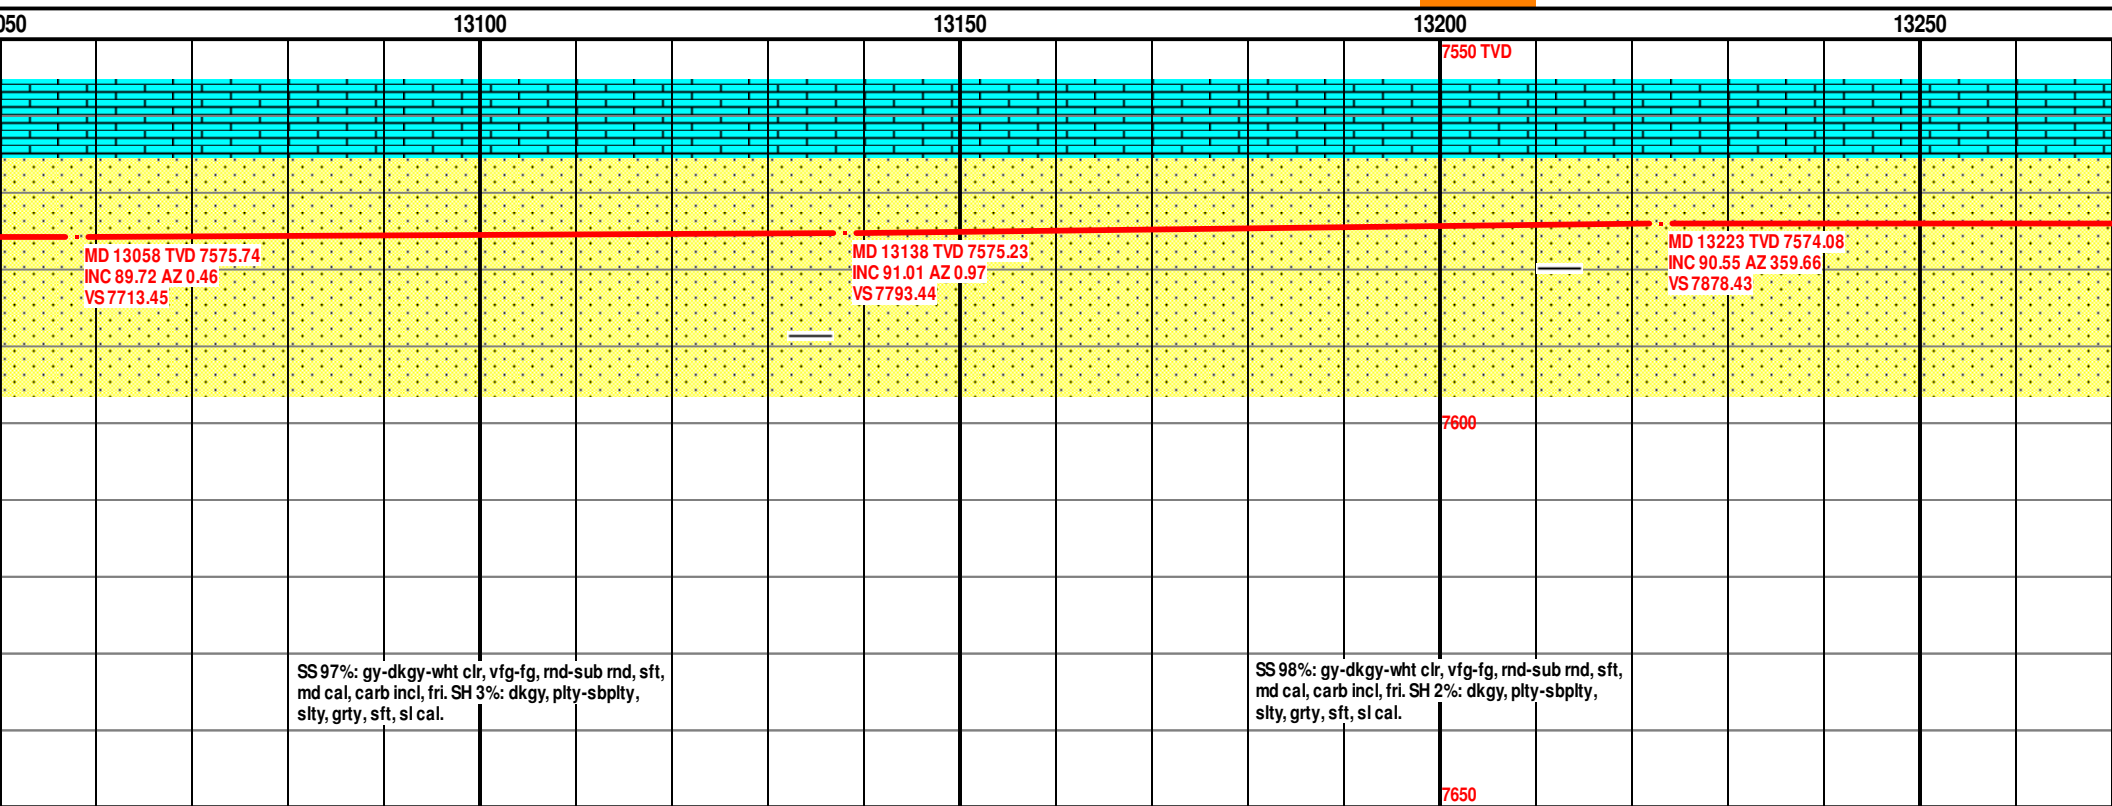 050 13100 13150 13200 13250
7550 TVD
MD 13058 TVD 7575.74
INC 89.72 AZ 0.46
VS 7713.45
MD 13138 TVD 7575.23
INC 91.01 AZ 0.97
VS 7793.44
MD 13223 TVD 7574.08
INC 90.55 AZ 359.66
VS 7878.43
7600
SS 97%: gy-dkgy-wht clr, vfg-fg, rnd-sub rnd, sft,
md cal, carb incl, fri. SH 3%: dkgy, plty-sbplty,
slty, grty, sft, sl cal.
SS 98%: gy-dkgy-wht clr, vfg-fg, rnd-sub rnd, sft,
md cal, carb incl, fri. SH 2%: dkgy, plty-sbplty,
slty, grty, sft, sl cal.
7650